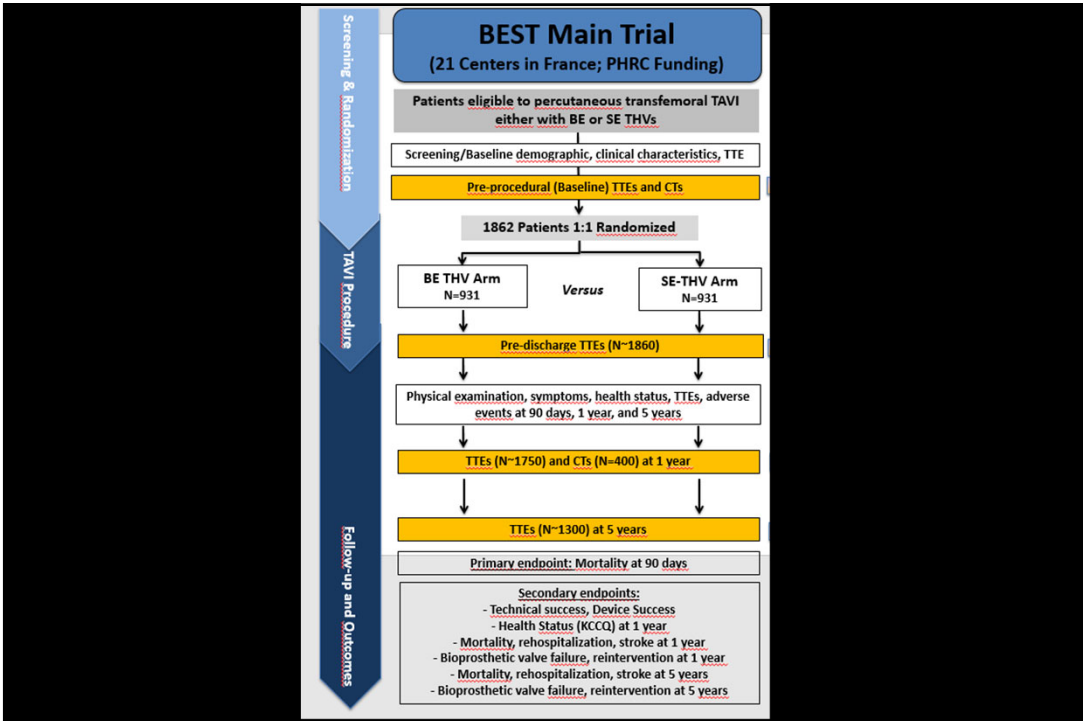 BEST Main Trial
(21 Centers in France; PHRC Funding)
Screening & Randomization
Patients eligible to percutaneous transfemoral TAVI
either with BE or SE THVs
Screening/Baseline demographic, clinical characteristics, TTE
Pre-procedural (Baseline) TTEs and CTs
1862 Patients 1:1 Randomized
TAVI Procedure
BE THV Arm
N=931
Versus
SE-THV Arm
N=931
Pre-discharge TTEs (N~1860)
Follow-up and Outcomes
Physical examination, symptoms, health status, TTEs, adverse
events at 90 days, 1 year, and 5 years
TTEs (N~1750) and CTs (N=400) at 1 year
TTEs (N~1300) at 5 years
Primary endpoint: Mortality at 90 days
Secondary endpoints:
- Technical success, Device Success
- Health Status (KCCQ) at 1 year
- Mortality, rehospitalization, stroke at 1 year
- Bioprosthetic valve failure, reintervention at 1 year
- Mortality, rehospitalization, stroke at 5 years
- Bioprosthetic valve failure, reintervention at 5 years